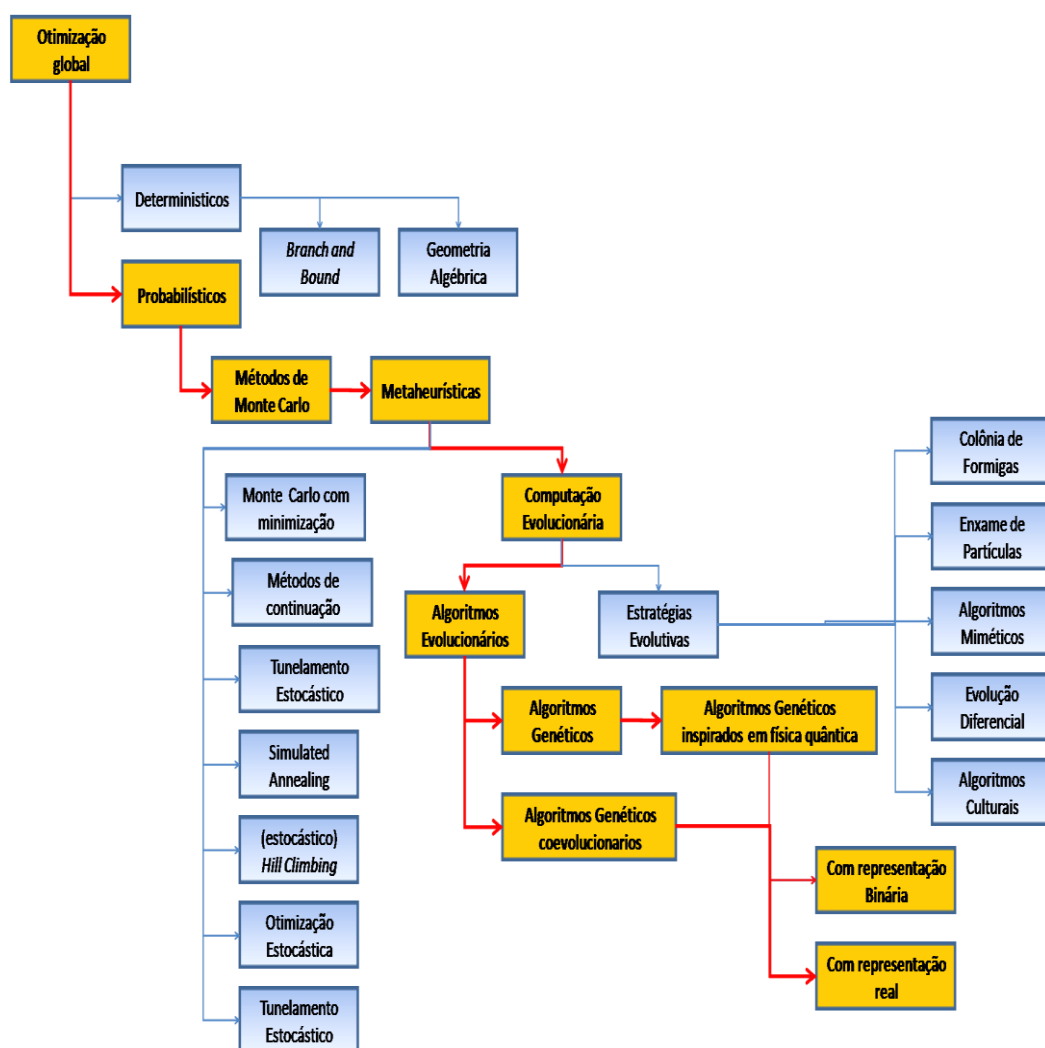 Otimização
global
Deterministicos
Branch and
Bound
Geometria
Algébrica
Probabilísticos
Métodos de
Monte Carlo
Metaheurísticas
Colônia de
Formigas
Monte Carlo com
minimização
Computação
Evolucionária
Enxame de
Partículas
Métodos de
continuação
Algoritmos
Evolucionários
Estratégias
Evolutivas
Algoritmos
Miméticos
Tunelamento
Estocástico
Algoritmos
Genéticos
Algoritmos Genéticos
inspirados em física quântica
Evolução
Diferencial
Simulated
Annealing
Algoritmos
Culturais
(estocástico)
Hill Climbing
Algoritmos Genéticos
coevolucionarios
Com representação
Binária
Otimização
Estocástica
Com representação
real
Tunelamento
Estocástico